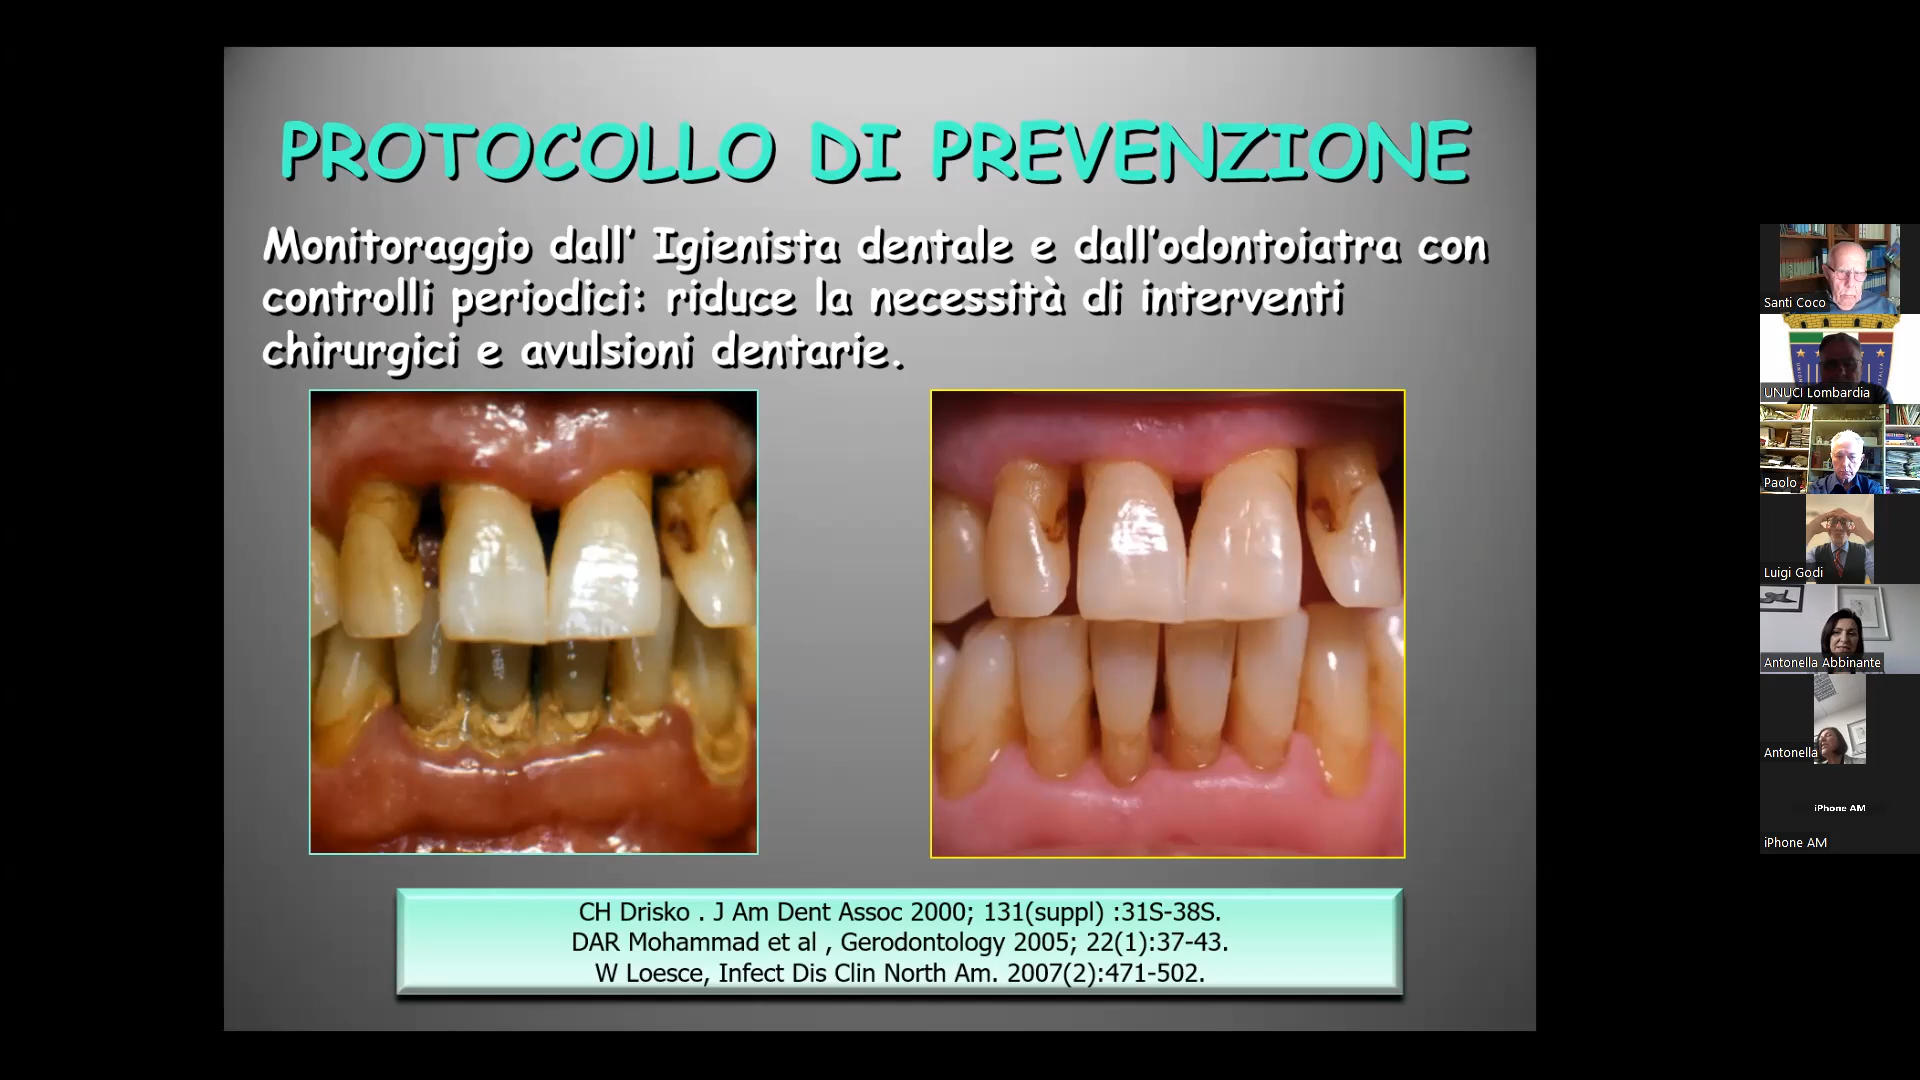 PROTOCOLLO DI PREVENZIONE
Monitoraggio dall’ Igienista dentale e dall’odontoiatra con
controlli periodici: riduce la necessità di interventi
chirurgici e avulsioni dentarie.
CH Drisko . J Am Dent Assoc 2000; 131(suppl) :31S-38S.
DAR Mohammad et al , Gerodontology 2005; 22(1):37-43.
W Loesce, Infect Dis Clin North Am. 2007(2):471-502.
Santi Coco
UNUCI Lombardia
Paolo
Luigi Godi
Antonella Abbinante
Antonella
iPhone AM
iPhone AM